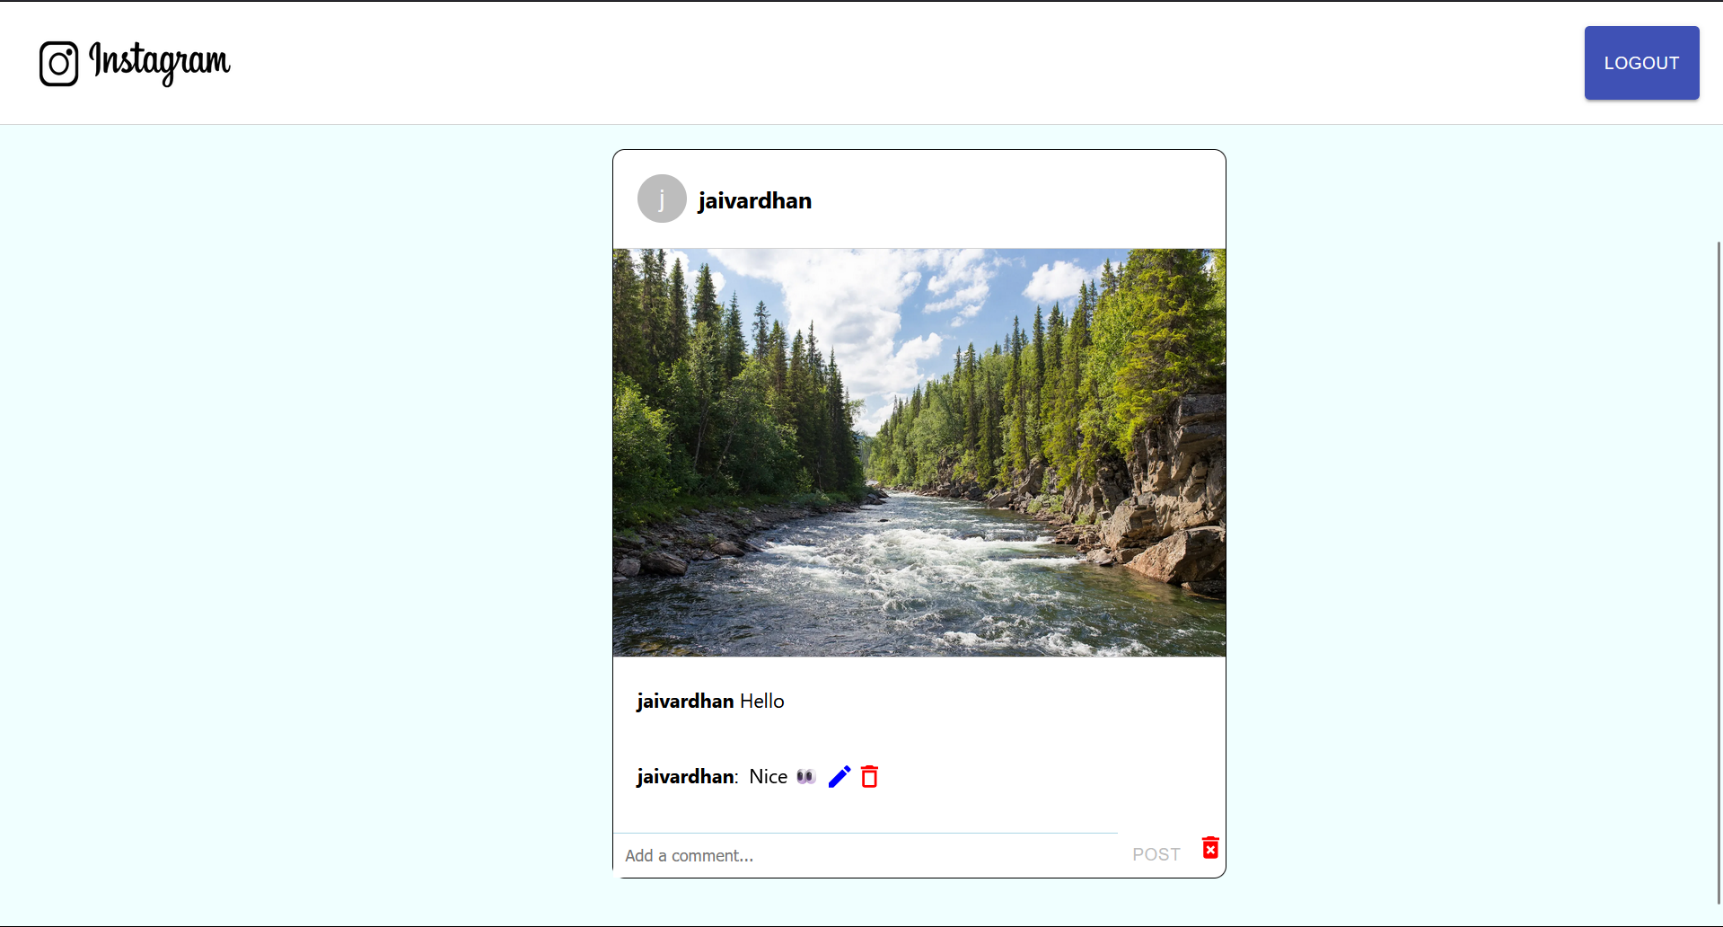 Instagram
LOGOUT
j
jaivardhan
jaivardhan Hello
jaivardhan: Nice 👀
Add a comment...
POST